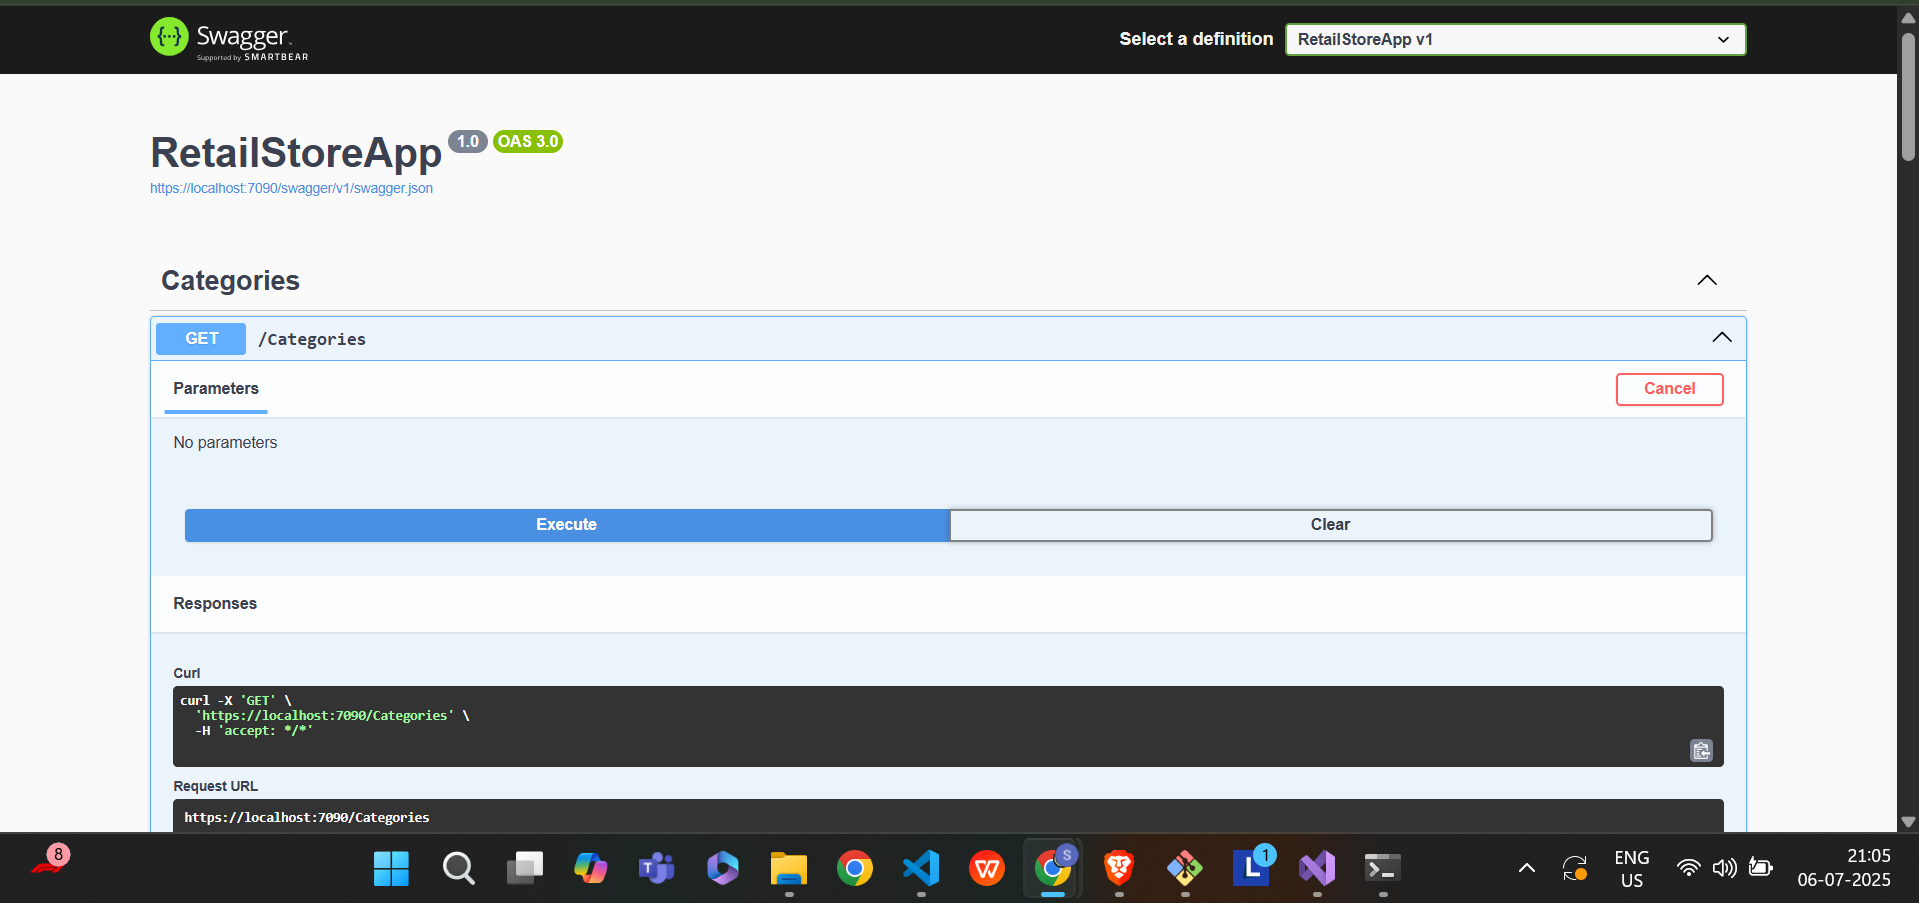 Swagger
Supported by SMARTBEAR
Select a definition
RetailStoreApp v1
RetailStoreApp 1.0 OAS 3.0
https://localhost:7090/swagger/v1/swagger.json
Categories
GET /Categories
Parameters
Cancel
No parameters
Execute
Clear
Responses
Curl
curl -X 'GET' \
'https://localhost:7090/Categories' \
-H 'accept: */*'
Request URL
https://localhost:7090/Categories
8
T
W
S
L
1
ENG
US
21:05
06-07-2025